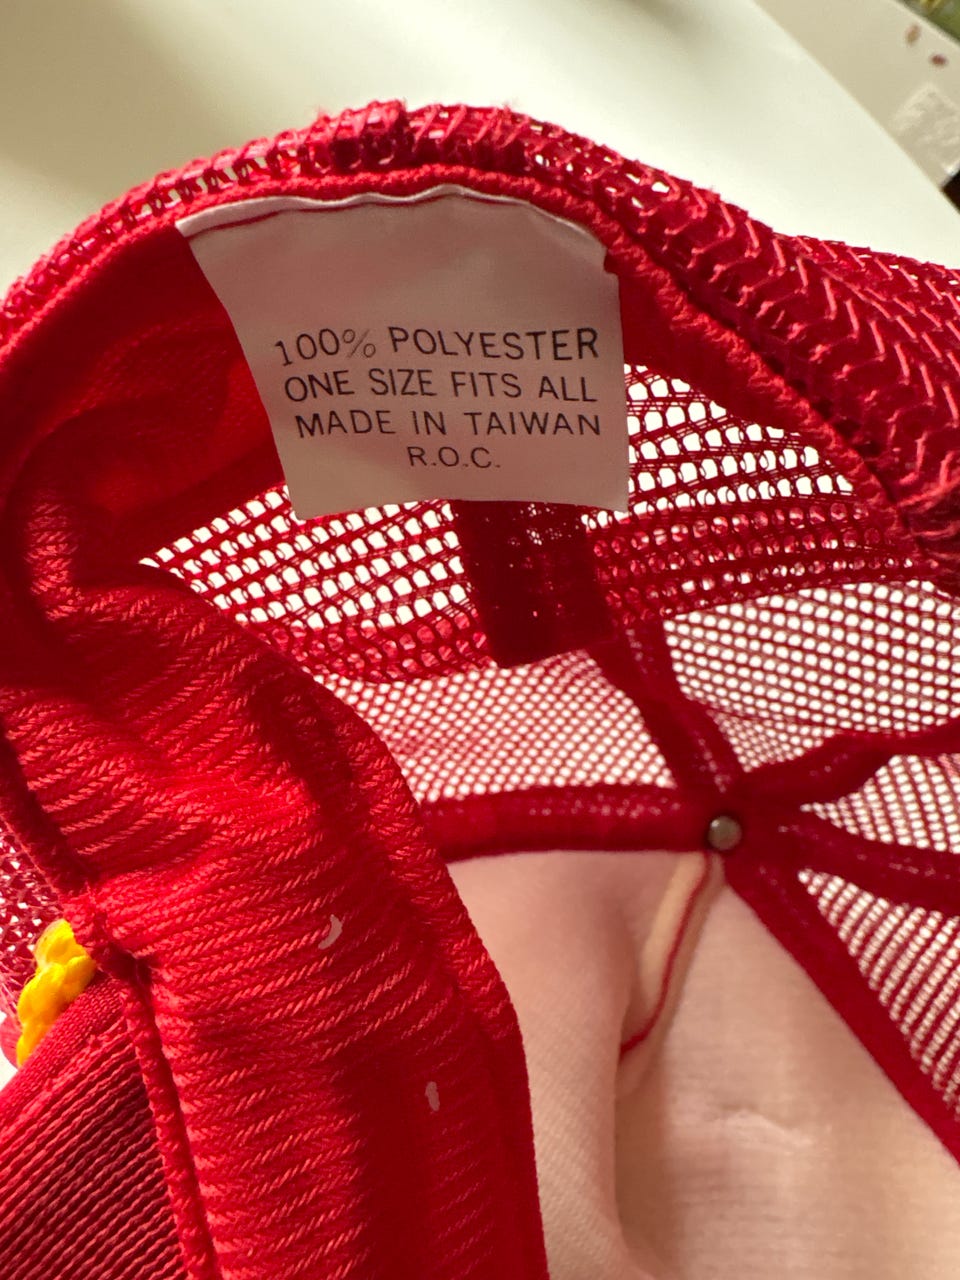 100% POLYESTER
ONE SIZE FITS ALL
MADE IN TAIWAN
R.O.C.